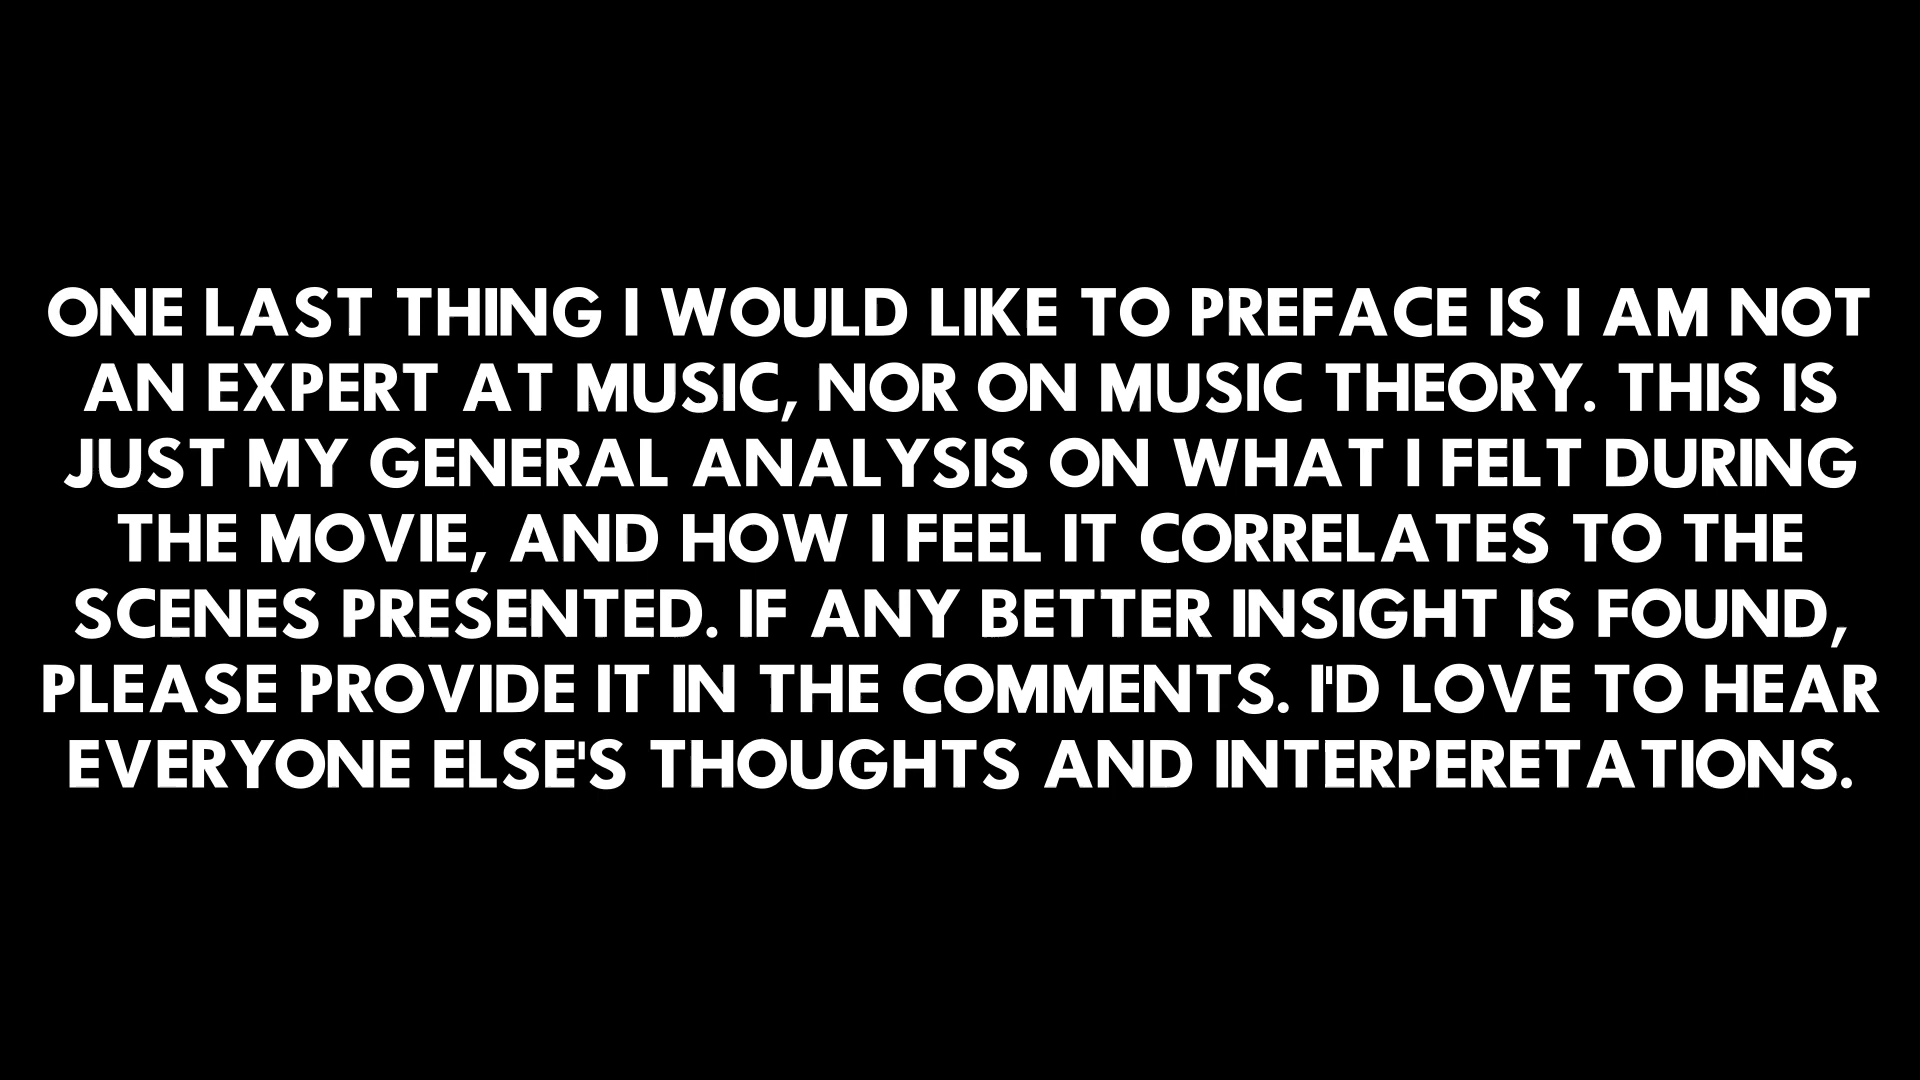 ONE LAST THING I WOULD LIKE TO PREFACE IS I AM NOT
AN EXPERT AT MUSIC, NOR ON MUSIC THEORY. THIS IS
JUST MY GENERAL ANALYSIS ON WHAT I FELT DURING
THE MOVIE, AND HOW I FEEL IT CORRELATES TO THE
SCENES PRESENTED. IF ANY BETTER INSIGHT IS FOUND,
PLEASE PROVIDE IT IN THE COMMENTS. I'D LOVE TO HEAR
EVERYONE ELSE'S THOUGHTS AND INTERPERETATIONS.